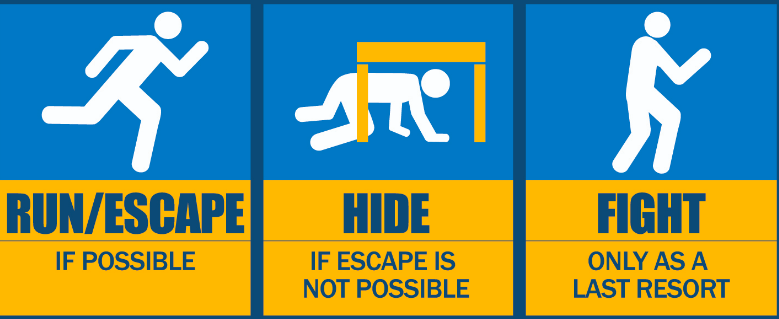 RUN/ESCAPE
IF POSSIBLE
HIDE
IF ESCAPE IS
NOT POSSIBLE
FIGHT
ONLY AS A
LAST RESORT